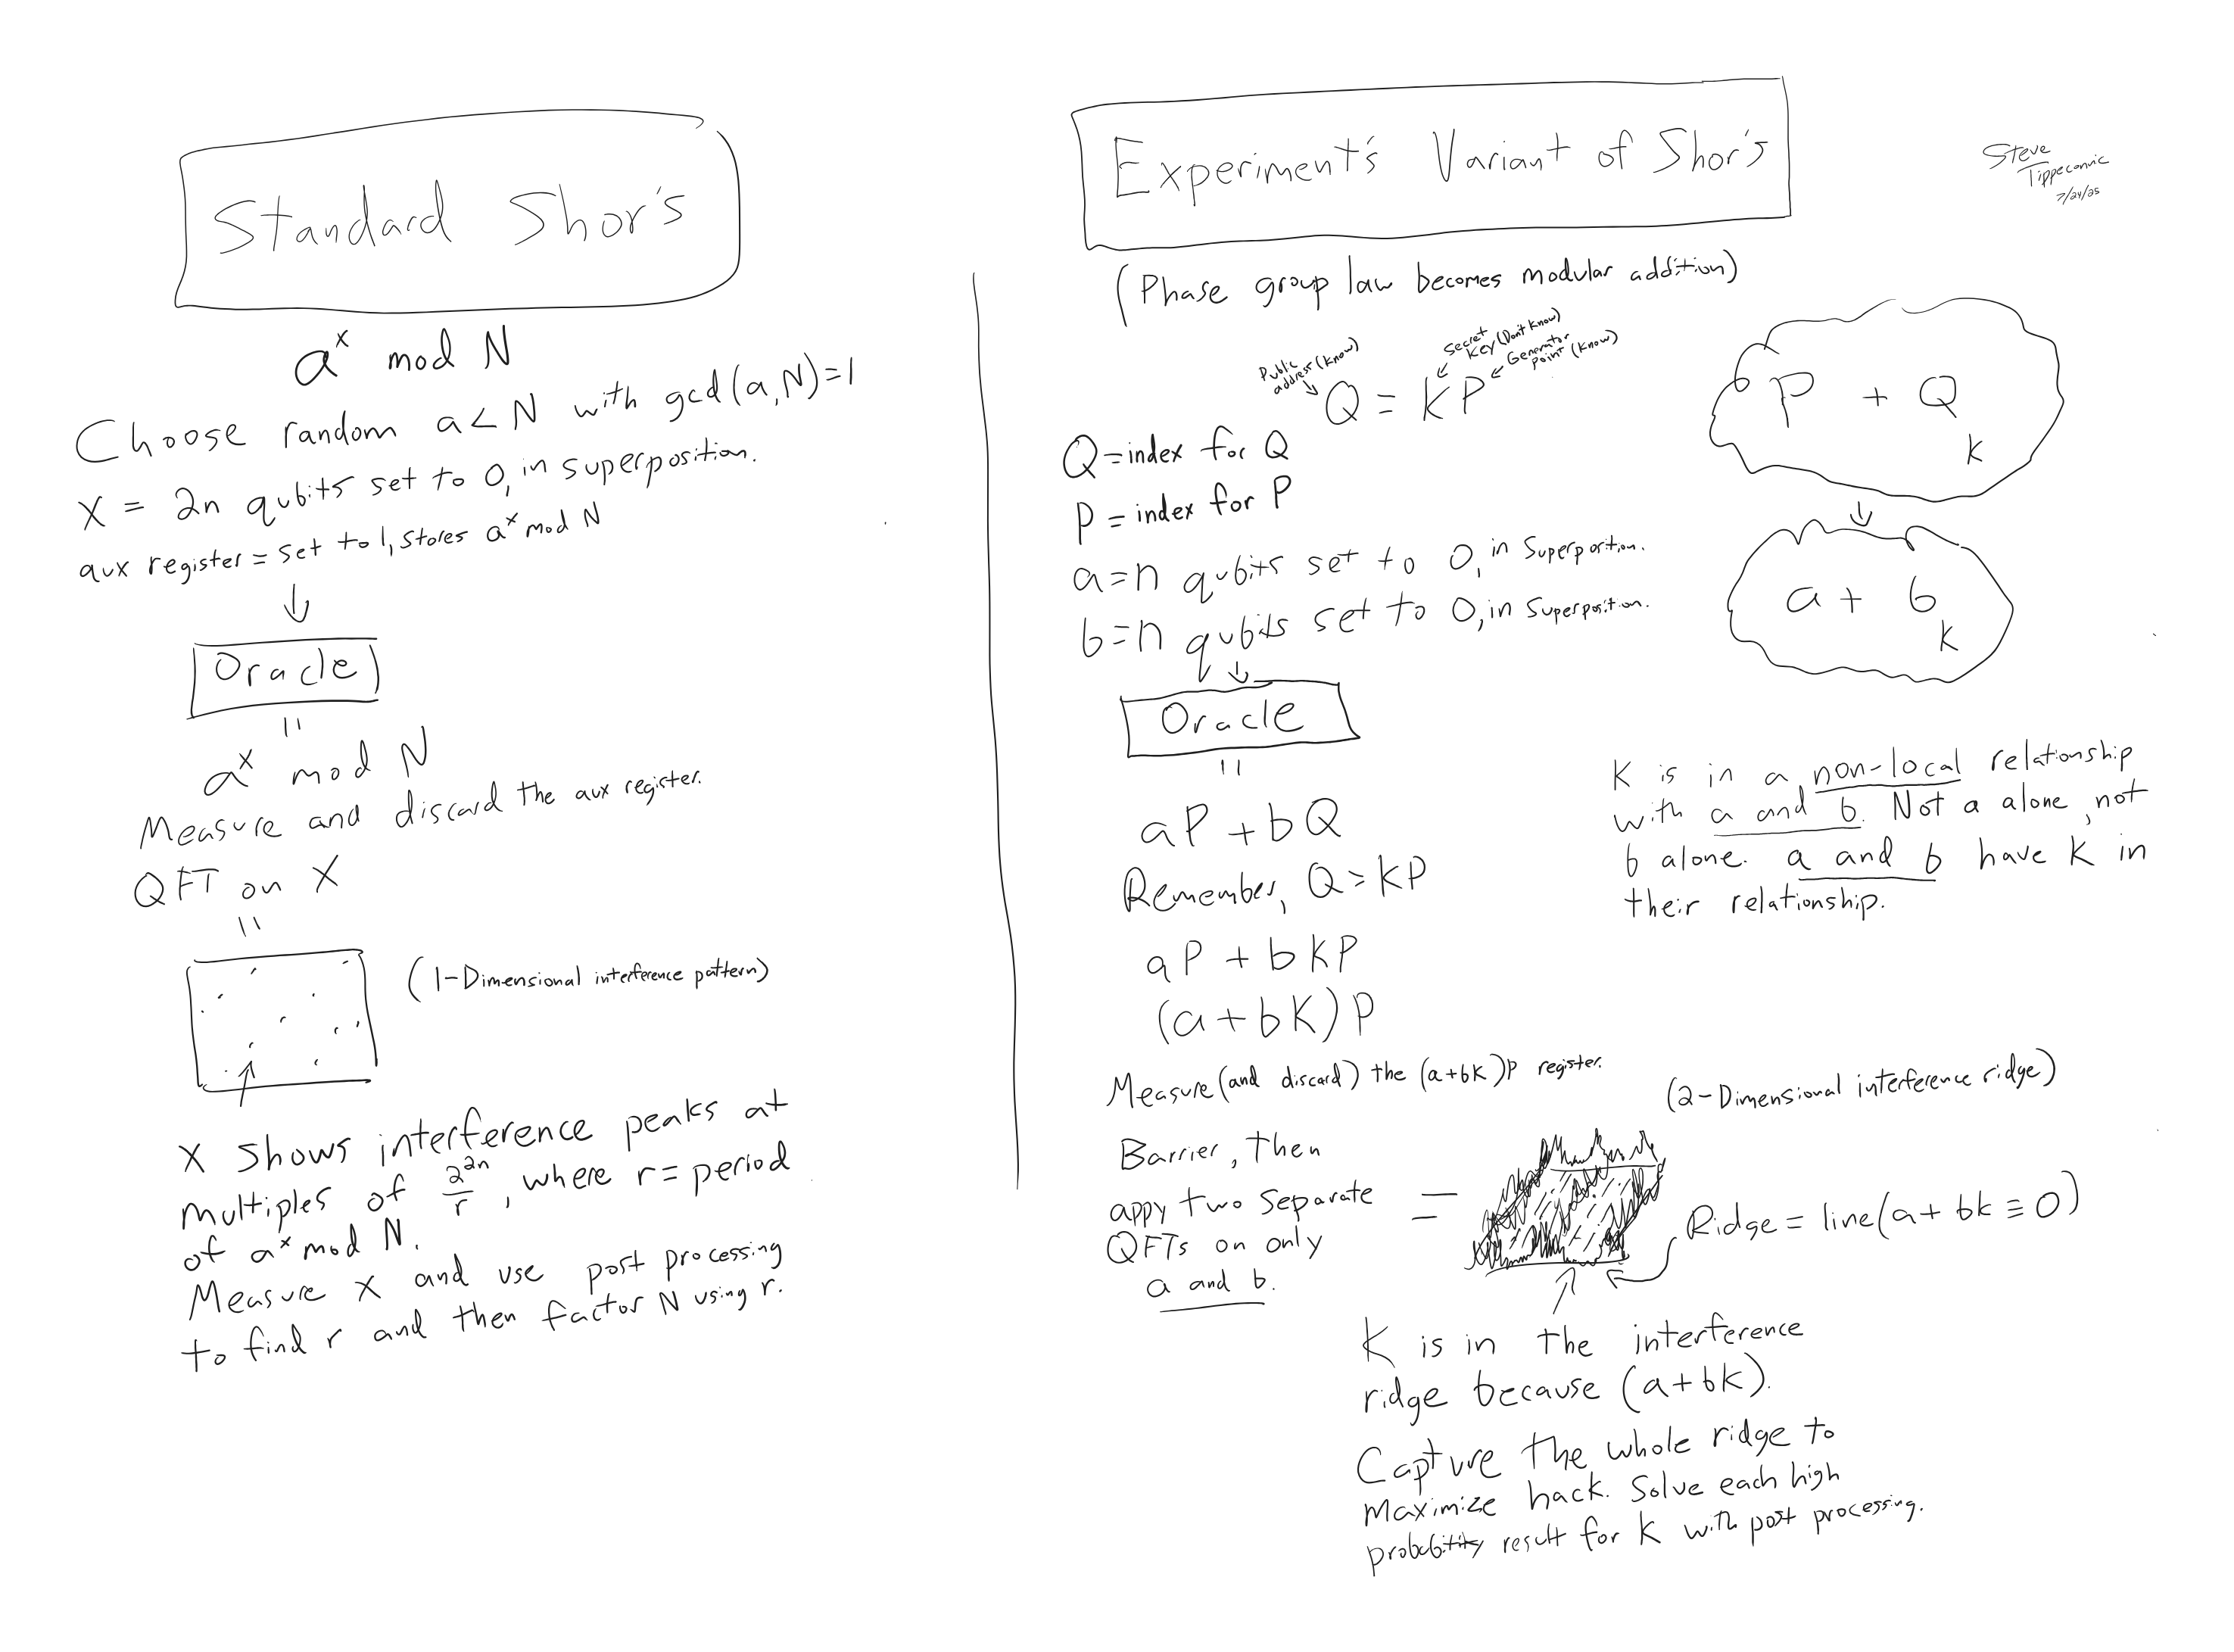 Standard Shor's
a^x mod N
Choose random a < N with gcd(a,N)=1
X = 2n qubits set to 0, in superposition.
aux register = set to 1, stores a^x mod N
↓
Oracle
=
a^x mod N
Measure and discard the aux register.
QFT on X
=
(1-Dimensional interference pattern)
X shows interference peaks at
multiples of 2^2n/r, where r = period
of a^x mod N.
Measure X and use post processing
to find r and then factor N using r.
Experiment's Variant of Shor's
Steve
Tippeconnic
7/24/25
(Phase group law becomes modular addition)
Public
address (know)
Secret
Key (Don't know)
Generator
point (know)
Q = KP
Q = index for Q
P = index for P
a = n qubits set to 0, in superposition.
b = n qubits set to 0, in superposition.
↓
Oracle
=
aP + bQ
Remember, Q = KP
aP + bKP
(a + bK)P
Measure (and discard) the (a+bk)P register.
Barrier, then
appy two separate
QFTs on only
a and b.
=
P + Q
K
↓
a + b
K
K is in a non-local relationship
with a and b. Not a alone, not
b alone. a and b have K in
their relationship.
(2-Dimensional interference ridge)
Ridge = line(a + bk ≡ 0)
K is in the interference
ridge because (a+bk).
Capture the whole ridge to
maximize hack. Solve each high
probability result for K with post processing.